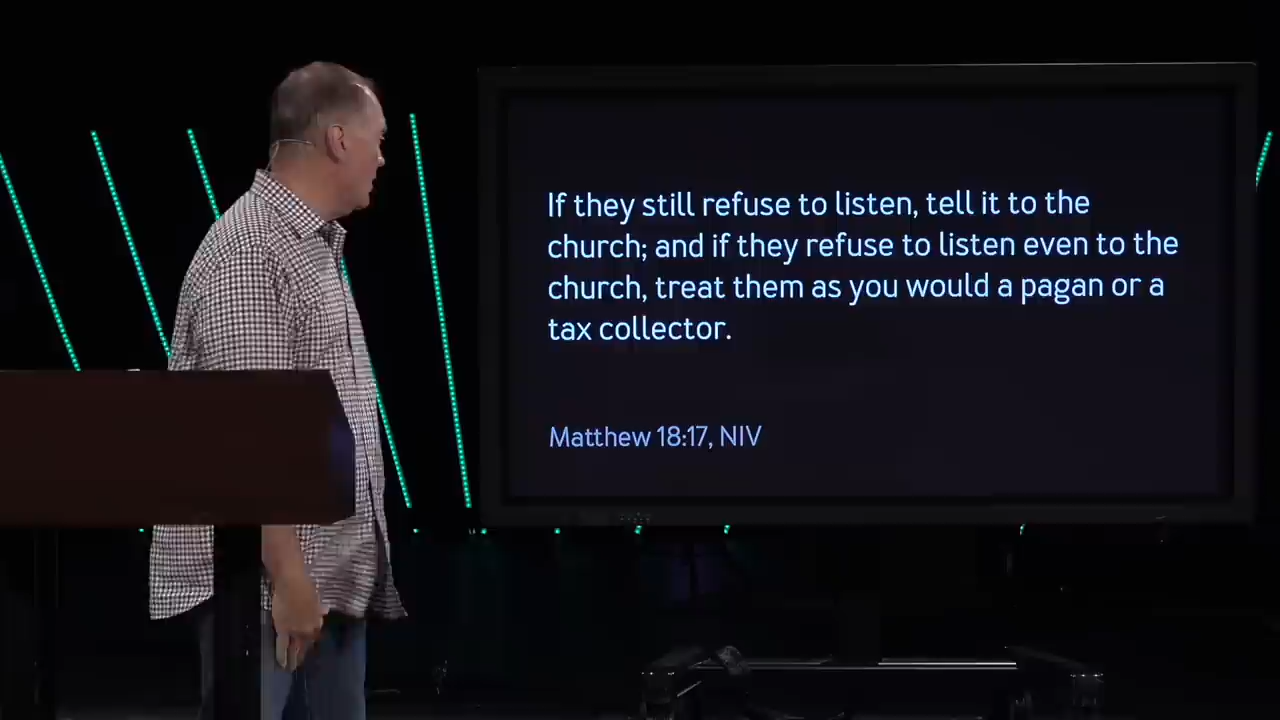 If they still refuse to listen, tell it to the
church; and if they refuse to listen even to the
church, treat them as you would a pagan or a
tax collector.
Matthew 18:17, NIV